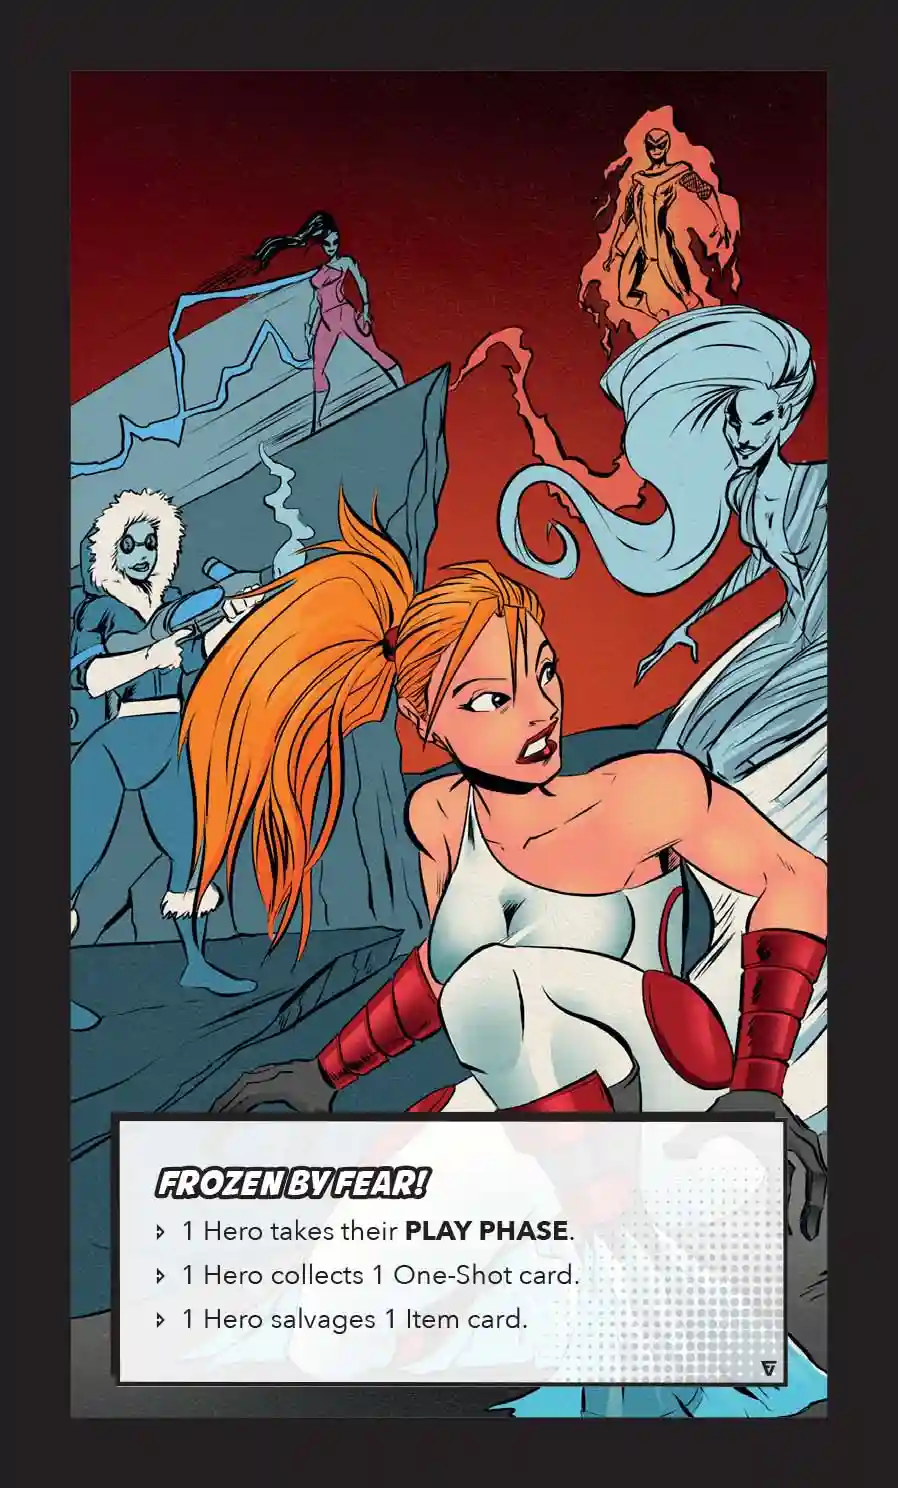 FROZEN BY FEAR!
1 Hero takes their PLAY PHASE.
1 Hero collects 1 One-Shot card.
1 Hero salvages 1 Item card.